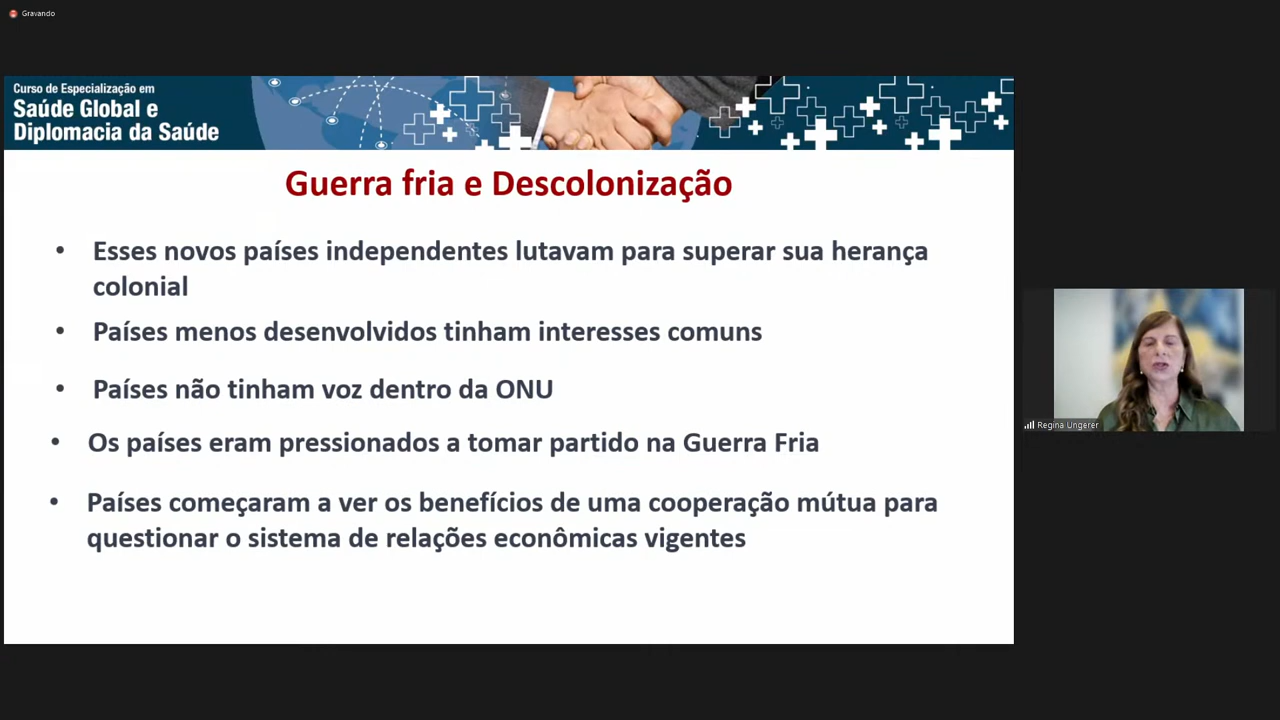 Gravando
Curso de Especialização em
Saúde Global e
Diplomacia da Saúde
Guerra fria e Descolonização
• Esses novos países independentes lutavam para superar sua herança
colonial
• Países menos desenvolvidos tinham interesses comuns
• Países não tinham voz dentro da ONU
• Os países eram pressionados a tomar partido na Guerra Fria
• Países começaram a ver os benefícios de uma cooperação mútua para
questionar o sistema de relações econômicas vigentes
Regina Ungerer